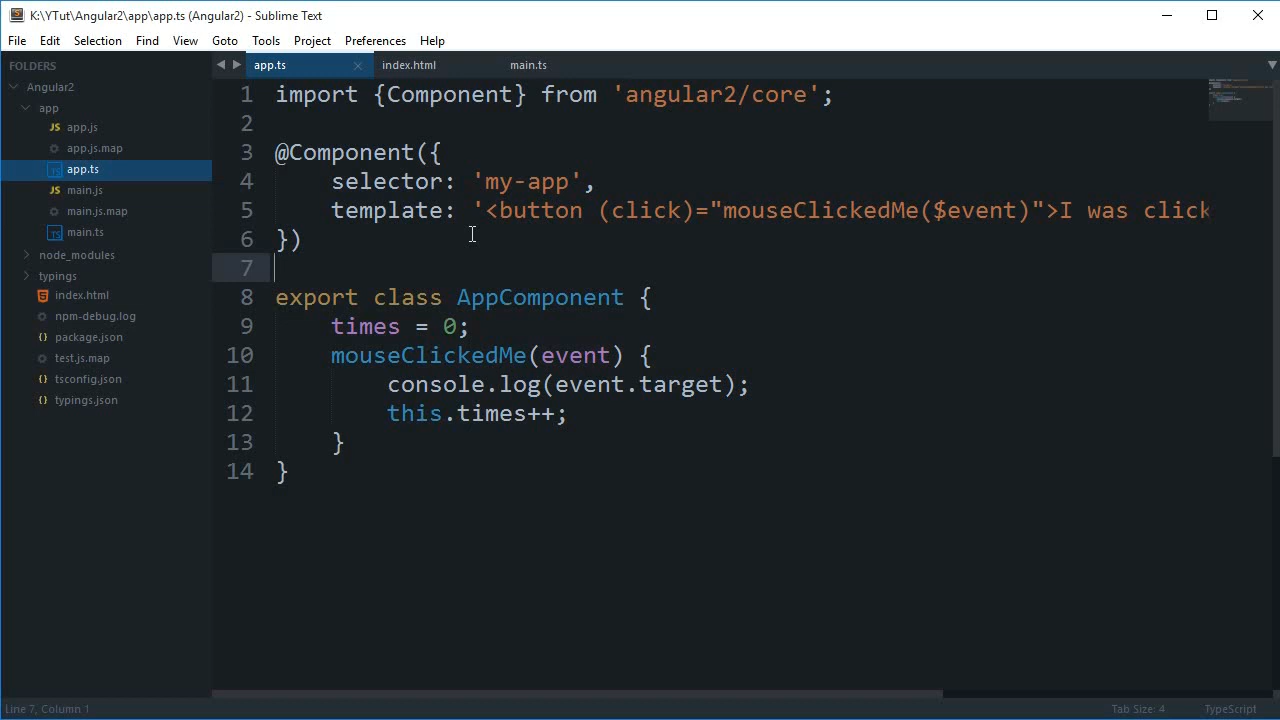 K:\YTut\Angular2\app\app.ts (Angular2) - Sublime Text
File Edit Selection Find View Goto Tools Project Preferences Help
FOLDERS
Angular2
app
app.js
app.js.map
app.ts
main.js
main.js.map
main.ts
node_modules
typings
index.html
npm-debug.log
package.json
test.js.map
tsconfig.json
typings.json
app.ts index.html main.ts
1 import {Component} from 'angular2/core';
2
3 @Component({
4     selector: 'my-app',
5     template: '<button (click)="mouseClickedMe($event)">I was click
6 })
7
8 export class AppComponent {
9     times = 0;
10     mouseClickedMe(event) {
11         console.log(event.target);
12         this.times++;
13     }
14 }
Line 7, Column 1 Tab Size: 4 TypeScript